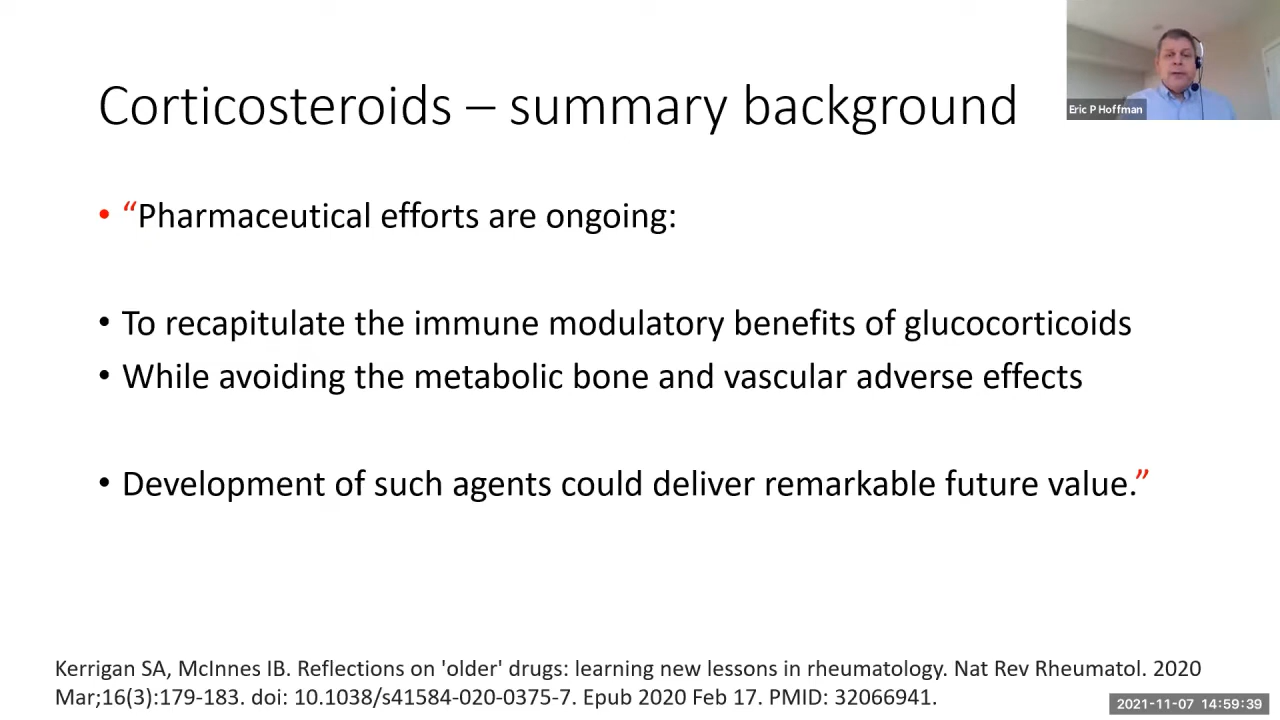 Corticosteroids – summary background
Eric P Hoffman
• “Pharmaceutical efforts are ongoing:
• To recapitulate the immune modulatory benefits of glucocorticoids
• While avoiding the metabolic bone and vascular adverse effects
• Development of such agents could deliver remarkable future value.”
Kerrigan SA, McInnes IB. Reflections on 'older' drugs: learning new lessons in rheumatology. Nat Rev Rheumatol. 2020
Mar;16(3):179-183. doi: 10.1038/s41584-020-0375-7. Epub 2020 Feb 17. PMID: 32066941.
2021-11-07 14:59:39